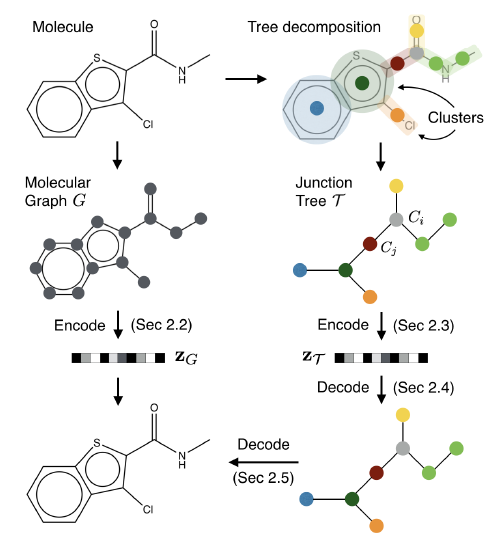 Molecule
Tree decomposition
S
O
N
H
Cl
S
O
N
H
Cl
Clusters
Molecular
Graph G
Junction
Tree 𝒯
C_i
C_j
Encode (Sec 2.2)
Encode (Sec 2.3)
z_G
z_𝒯
Decode (Sec 2.4)
S
O
N
H
Cl
Decode
(Sec 2.5)